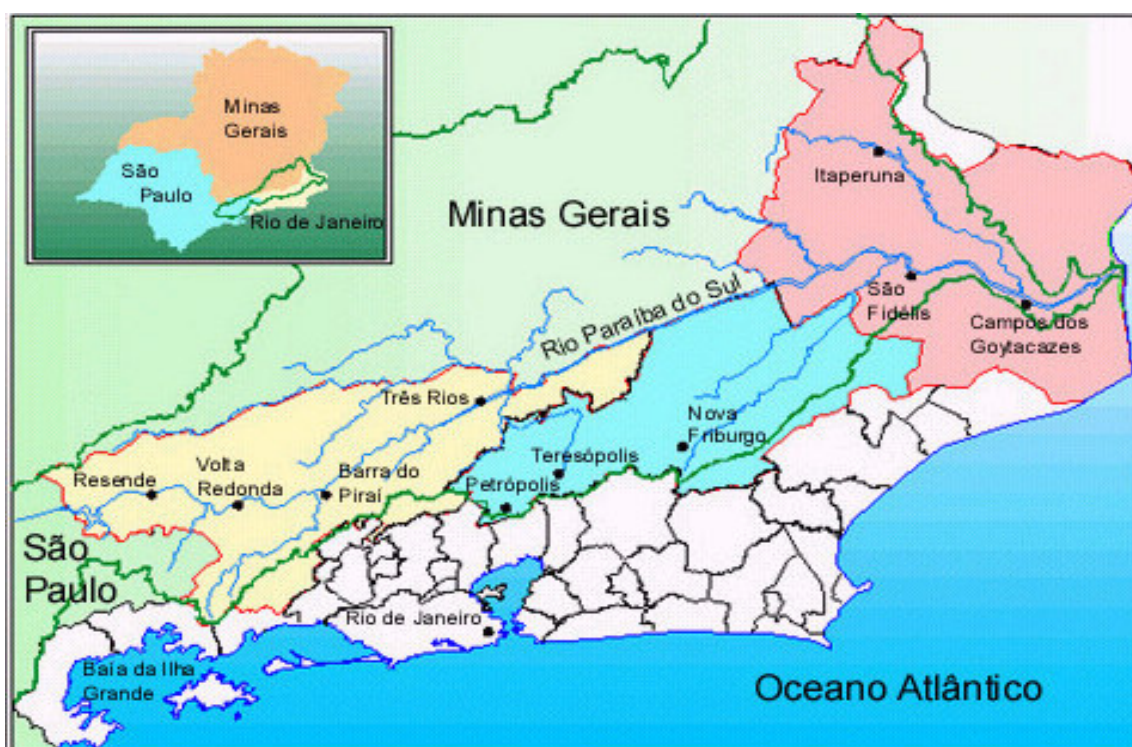 Minas
Gerais
São
Paulo
Rio de Janeiro
Minas Gerais
Itaperuna
Rio Paraíba do Sul
São
Fidélis
Campos dos
Goytacazes
Três Rios
Nova
Friburgo
Teresópolis
Petrópolis
Resende
Volta
Redonda
Barra do
Piraí
São
Paulo
Rio de Janeiro
Baía da Ilha
Grande
Oceano Atlântico